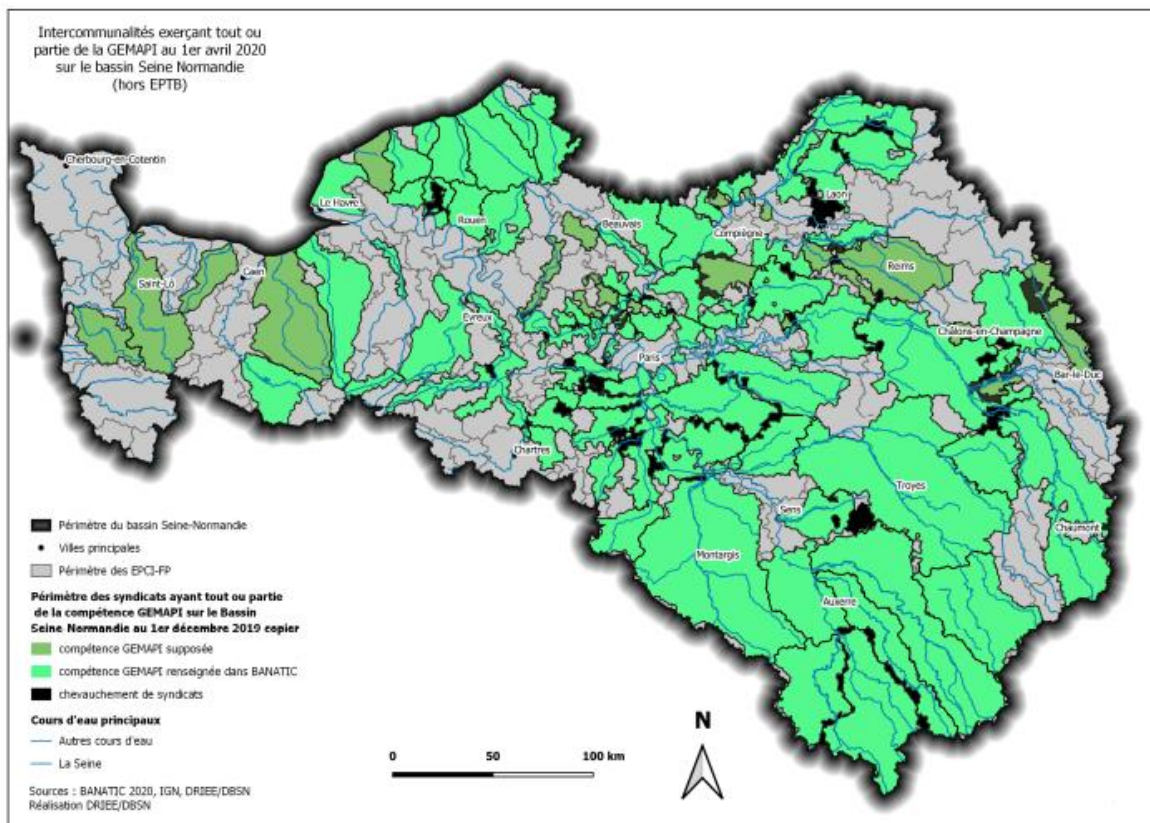 Intercommunalités exerçant tout ou
partie de la GEMAPI au 1er avril 2020
sur le bassin Seine Normandie
(hors EPTB)
Cherbourg-en-Cotentin
Le Havre
Rouen
Beauvais
Compiègne
Laon
Saint-Lô
Caen
Reims
Evreux
Châlons-en-Champagne
Paris
Bar-le-Duc
Chartres
Troyes
Sens
Chaumont
Montargis
Auxerre
Périmètre du bassin Seine-Normandie
Villes principales
Périmètre des EPCI-FP
Périmètre des syndicats ayant tout ou partie
de la compétence GEMAPI sur le Bassin
Seine-Normandie au 1er décembre 2019 copier
compétence GEMAPI supposée
compétence GEMAPI renseignée dans BANATIC
chevauchement de syndicats
Cours d'eau principaux
Autres cours d'eau
La Seine
Sources : BANATIC 2020, IGN, DRIEE/DBSN
Réalisation DRIEE/DBSN
0 50 100 km
N